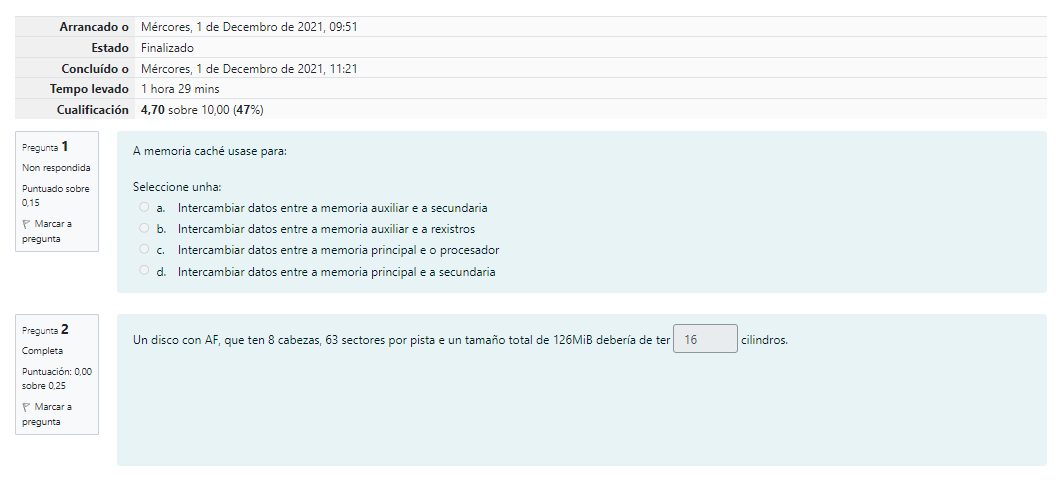 Arrancado o Mércores, 1 de Decembro de 2021, 09:51
Estado Finalizado
Concluído o Mércores, 1 de Decembro de 2021, 11:21
Tempo levado 1 hora 29 mins
Cualificación 4,70 sobre 10,00 (47%)
Pregunta 1
Non respondida
Puntuado sobre
0,15
Marcar a
pregunta
A memoria caché usase para:
Seleccione unha:
a. Intercambiar datos entre a memoria auxiliar e a secundaria
b. Intercambiar datos entre a memoria auxiliar e a rexistros
c. Intercambiar datos entre a memoria principal e o procesador
d. Intercambiar datos entre a memoria principal e a secundaria
Pregunta 2
Completa
Puntuación: 0,00
sobre 0,25
Marcar a
pregunta
Un disco con AF, que ten 8 cabezas, 63 sectores por pista e un tamaño total de 126MiB debería de ter 16 cilindros.